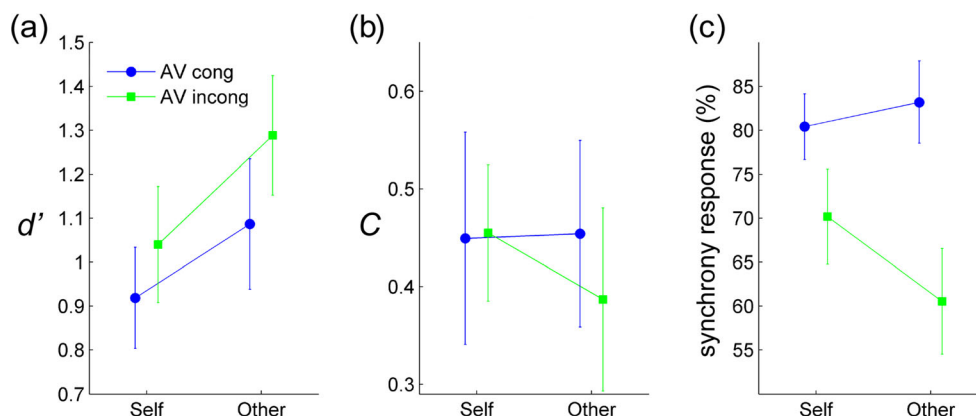 (a)
1.5
1.4
1.3
1.2
1.1
1
0.9
0.8
0.7
d’
AV cong
AV incong
Self
Other
(b)
0.6
0.5
0.4
0.3
C
Self
Other
(c)
85
80
75
70
65
60
55
synchrony response (%)
Self
Other